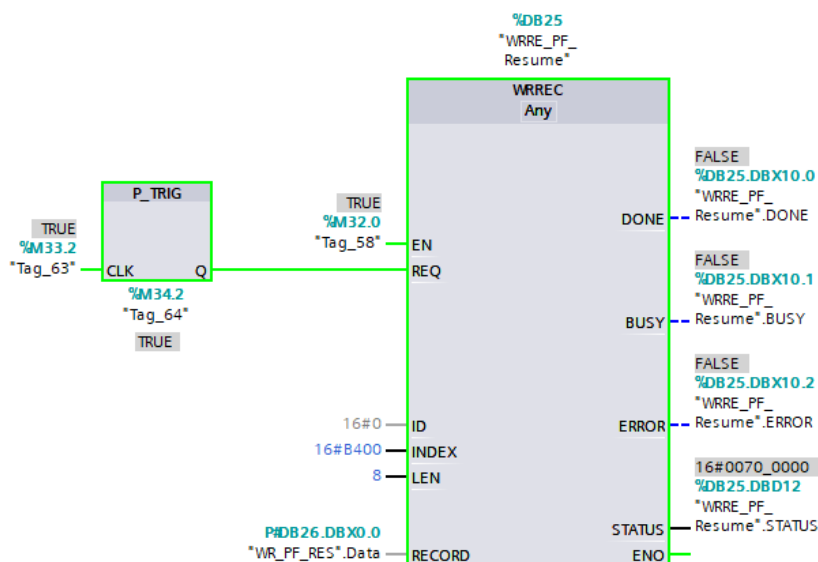 %DB25
"WRRE_PF_
Resume"
WRREC
Any
P_TRIG
TRUE
%M33.2
"Tag_63"
CLK
Q
%M34.2
"Tag_64"
TRUE
TRUE
%M32.0
"Tag_58"
EN
REQ
16#0
ID
16#B400
INDEX
8
LEN
P#DB26.DBX0.0
"WR_PF_RES".Data
RECORD
FALSE
%DB25.DBX10.0
"WRRE_PF_
Resume".DONE
DONE
FALSE
%DB25.DBX10.1
"WRRE_PF_
Resume".BUSY
BUSY
FALSE
%DB25.DBX10.2
"WRRE_PF_
Resume".ERROR
ERROR
16#0070_0000
%DB25.DBD12
"WRRE_PF_
Resume".STATUS
STATUS
ENO